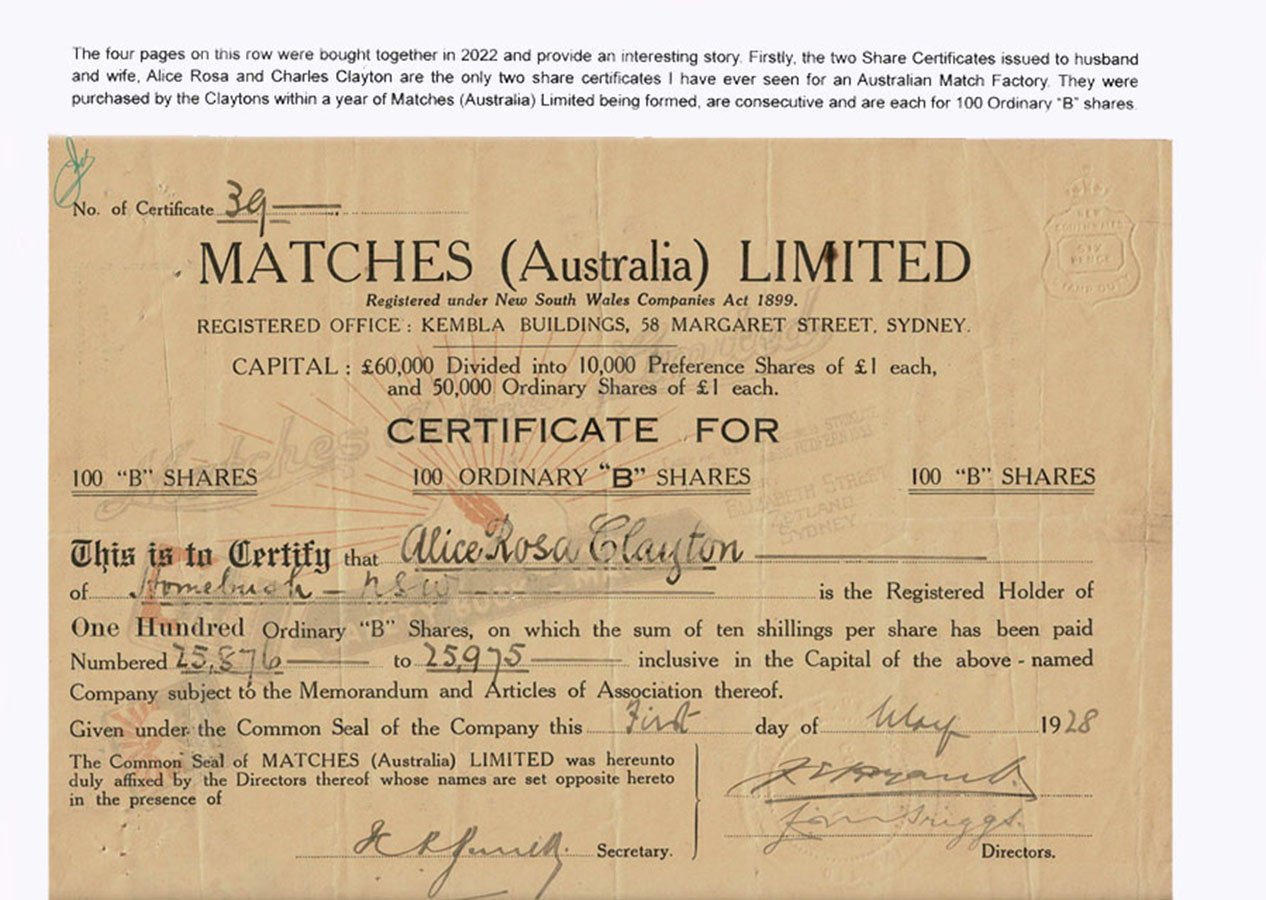 The four pages on this row were bought together in 2022 and provide an interesting story. Firstly, the two Share Certificates issued to husband
and wife, Alice Rosa and Charles Clayton are the only two share certificates I have ever seen for an Australian Match Factory. They were
purchased by the Claytons within a year of Matches (Australia) Limited being formed, are consecutive and are each for 100 Ordinary "B" shares.
No. of Certificate 39
NEW
SOUTH WALES
SIX
PENCE
STAMP DUTY
MATCHES (Australia) LIMITED
Registered under New South Wales Companies Act 1899.
REGISTERED OFFICE: KEMBLA BUILDINGS, 58 MARGARET STREET, SYDNEY.
CAPITAL: £60,000 Divided into 10,000 Preference Shares of £1 each,
and 50,000 Ordinary Shares of £1 each.
CERTIFICATE FOR
100 "B" SHARES 100 ORDINARY "B" SHARES 100 "B" SHARES
ELIZABETH STREET
ZETLAND
SYDNEY
This is to Certify that Alice Rosa Clayton
of Homebush - NSW is the Registered Holder of
One Hundred Ordinary "B" Shares, on which the sum of ten shillings per share has been paid
Numbered 25,876 to 25,975 inclusive in the Capital of the above-named
Company subject to the Memorandum and Articles of Association thereof.
Given under the Common Seal of the Company this First day of May 1928
The Common Seal of MATCHES (Australia) LIMITED was hereunto
duly affixed by the Directors thereof whose names are set opposite hereto
in the presence of
Secretary.
Directors.